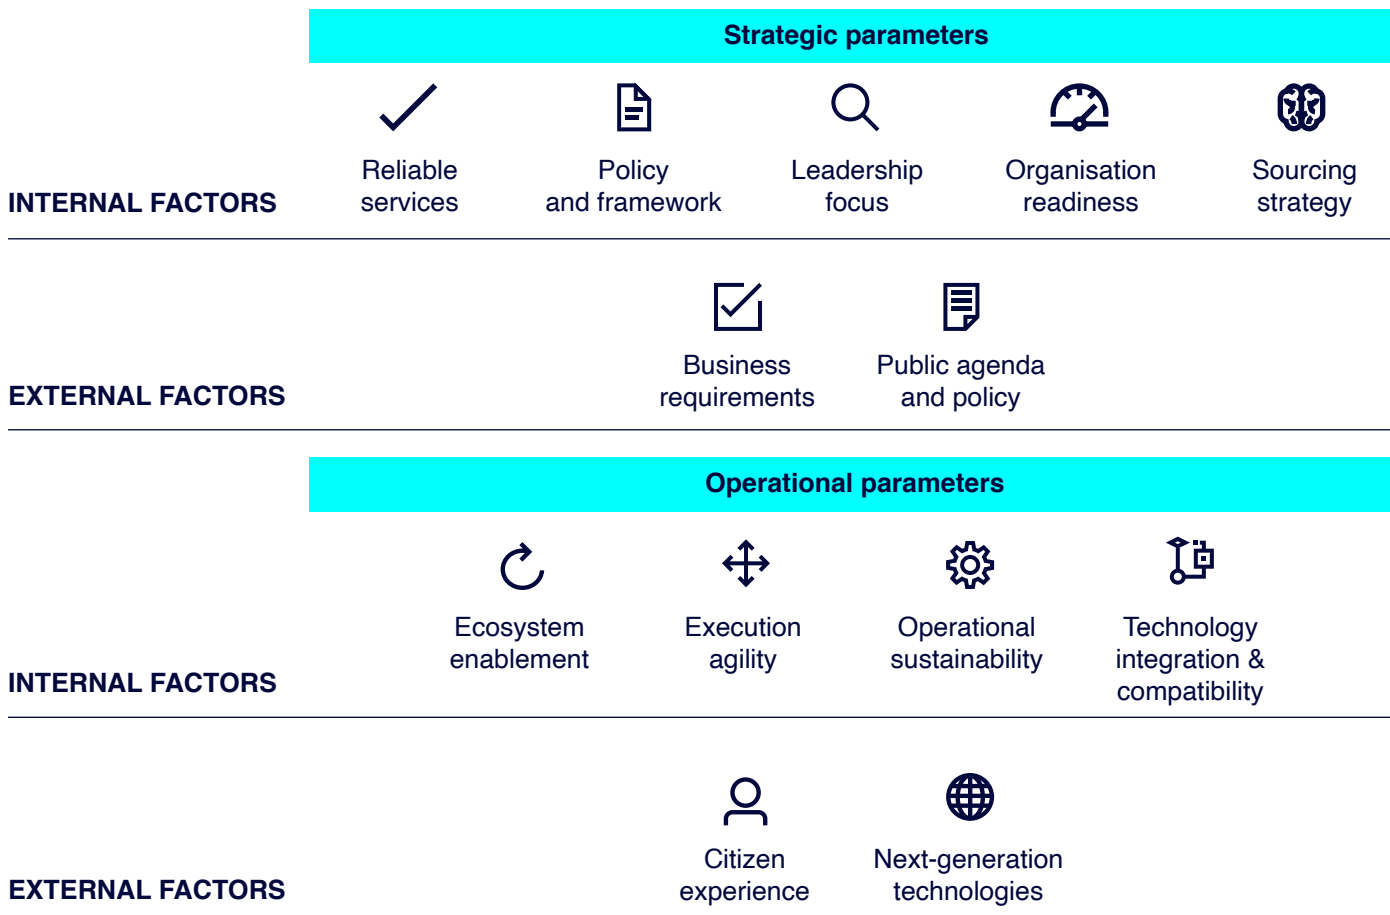 Strategic parameters
Reliable
services
Policy
and framework
Leadership
focus
Organisation
readiness
Sourcing
strategy
INTERNAL FACTORS
Business
requirements
Public agenda
and policy
EXTERNAL FACTORS
Operational parameters
Ecosystem
enablement
Execution
agility
Operational
sustainability
Technology
integration &
compatibility
INTERNAL FACTORS
Citizen
experience
Next-generation
technologies
EXTERNAL FACTORS